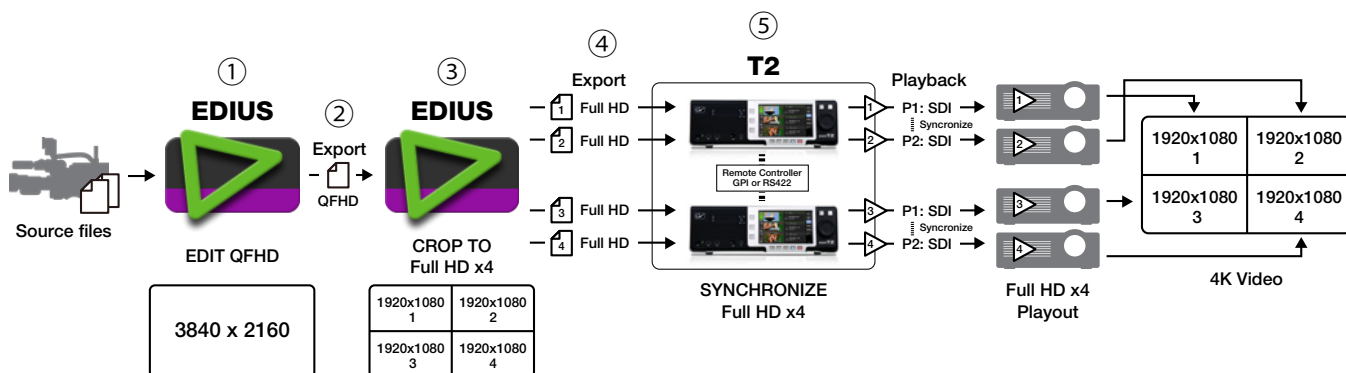 ①
EDIUS
②
Export
QFHD
Source files
EDIT QFHD
3840 x 2160
③
EDIUS
CROP TO
Full HD x4
1920x1080
1
1920x1080
2
1920x1080
3
1920x1080
4
④
Export
1 Full HD
2 Full HD
3 Full HD
4 Full HD
⑤
T2
Remote Controller
GPI or RS422
SYNCHRONIZE
Full HD x4
Playback
1 P1: SDI
Syncronize
2 P2: SDI
3 P1: SDI
Syncronize
4 P2: SDI
1
2
3
4
Full HD x4
Playout
1920x1080
1
1920x1080
2
1920x1080
3
1920x1080
4
4K Video